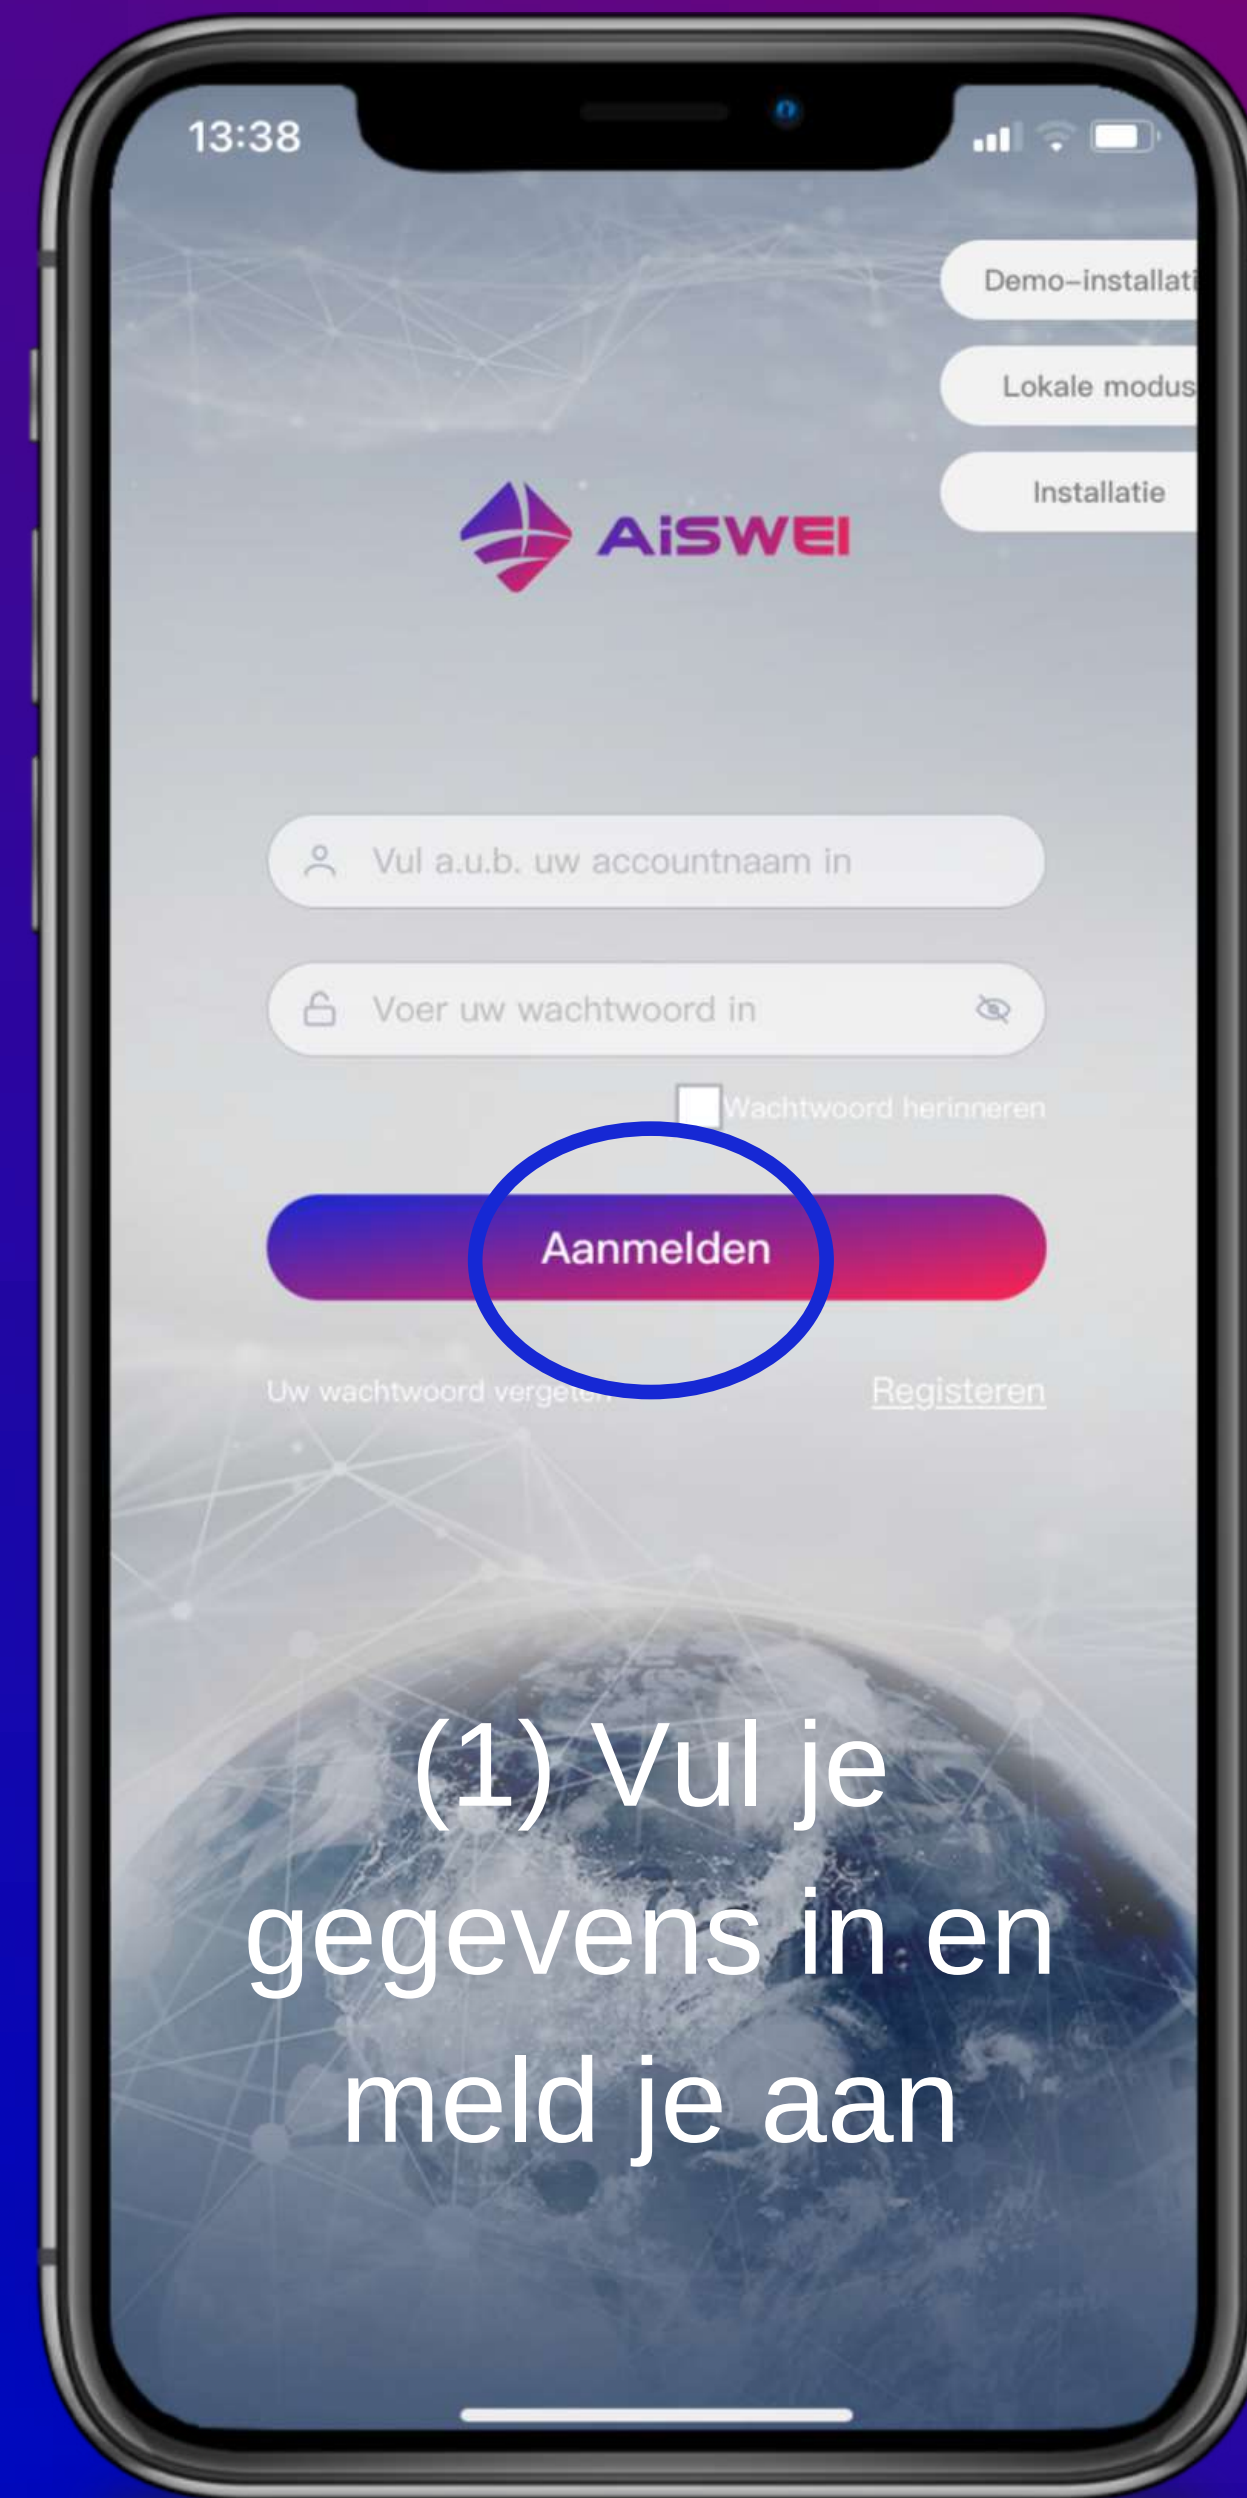 13:38
Demo-installati
Lokale modus
Installatie
AiSWEI
Vul a.u.b. uw accountnaam in
Voer uw wachtwoord in
Wachtwoord herinneren
Aanmelden
Uw wachtwoord vergeten
Registeren
(1) Vul je
gegevens in en
meld je aan